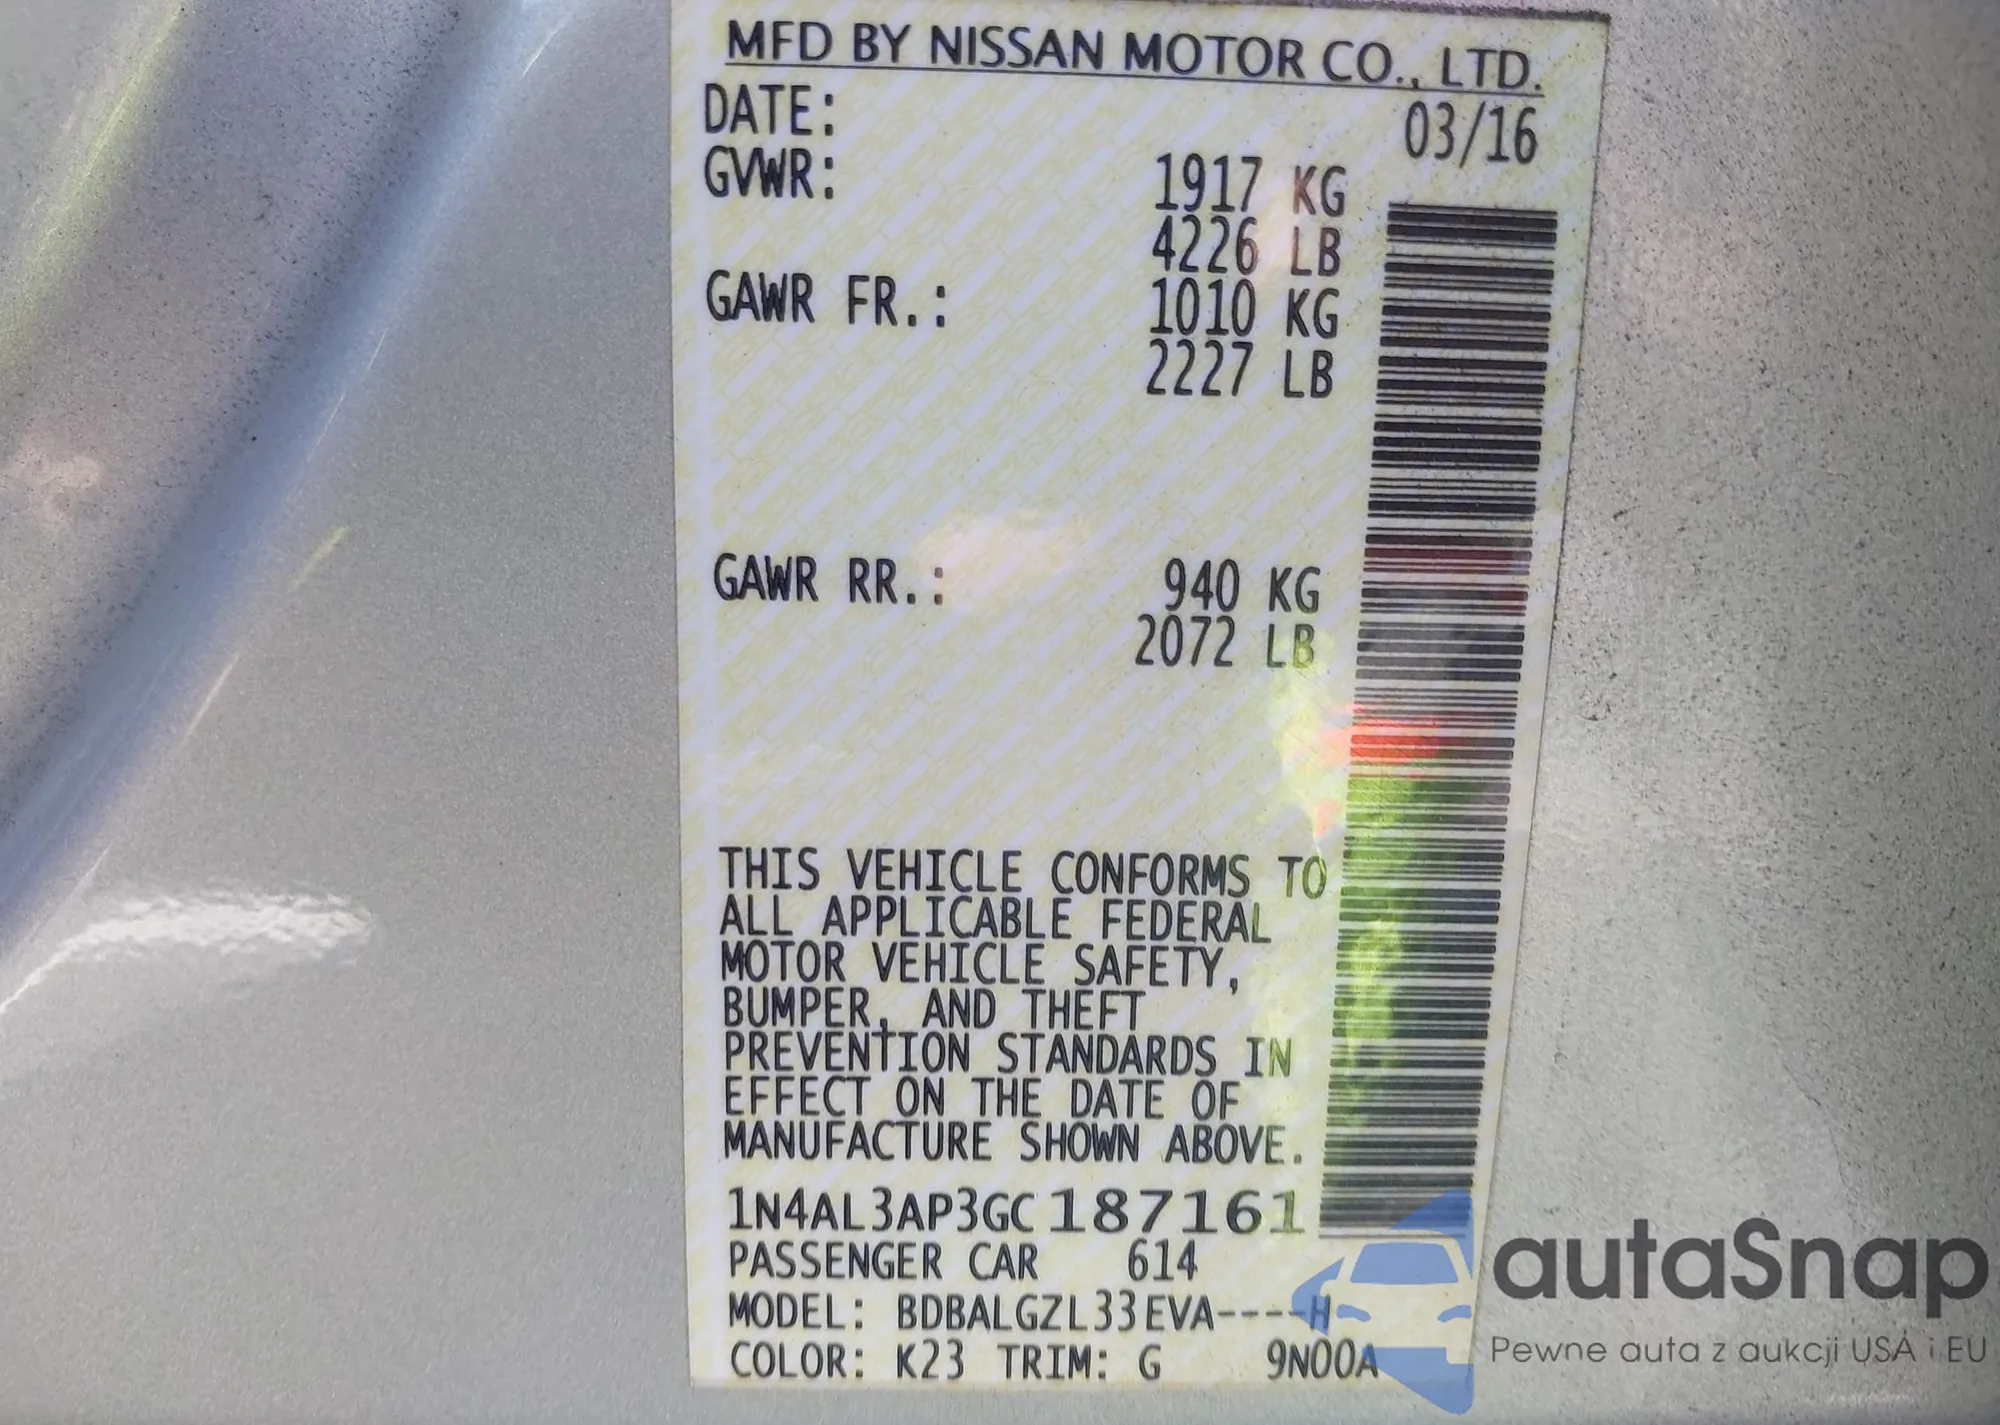 MFD BY NISSAN MOTOR CO., LTD.
DATE: 03/16
GVWR: 1917 KG
4226 LB
GAWR FR.: 1010 KG
2227 LB
GAWR RR.: 940 KG
2072 LB
THIS VEHICLE CONFORMS TO
ALL APPLICABLE FEDERAL
MOTOR VEHICLE SAFETY,
BUMPER, AND THEFT
PREVENTION STANDARDS IN
EFFECT ON THE DATE OF
MANUFACTURE SHOWN ABOVE.
1N4AL3AP3GC187161
PASSENGER CAR 614
MODEL: BDBALGZL33EVA----H
COLOR: K23 TRIM: G 9N00A
autaSnap
Pewne auta z aukcji USA i EU